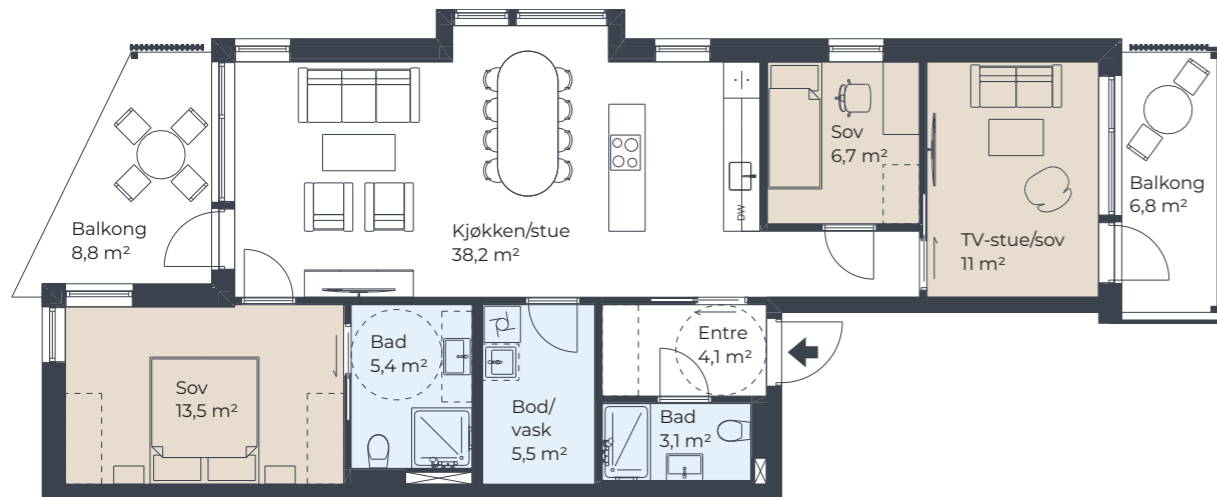 Balkong
8,8 m²
Kjøkken/stue
38,2 m²
DW
Sov
6,7 m²
TV-stue/sov
11 m²
Balkong
6,8 m²
Sov
13,5 m²
Bad
5,4 m²
Bod/
vask
5,5 m²
Entre
4,1 m²
Bad
3,1 m²